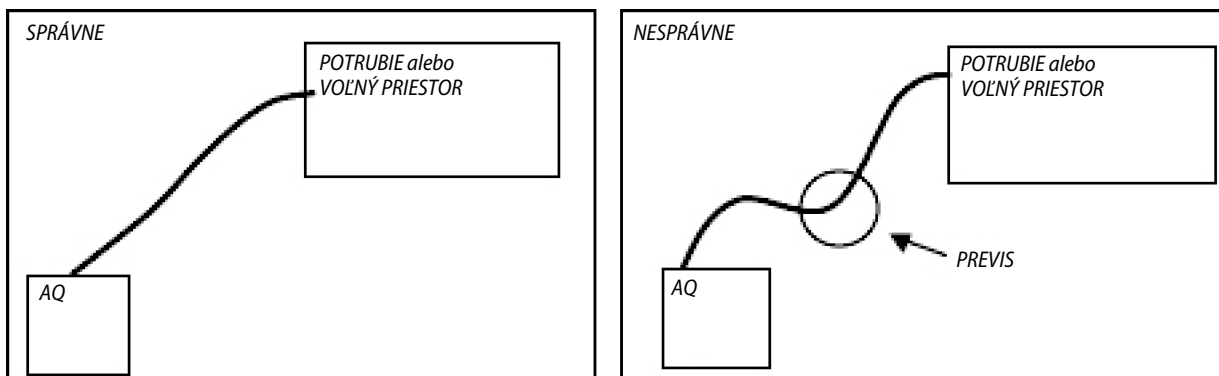 SPRÁVNE
POTRUBIE alebo
VOĽNÝ PRIESTOR
AQ
NESPRÁVNE
POTRUBIE alebo
VOĽNÝ PRIESTOR
PREVIS
AQ